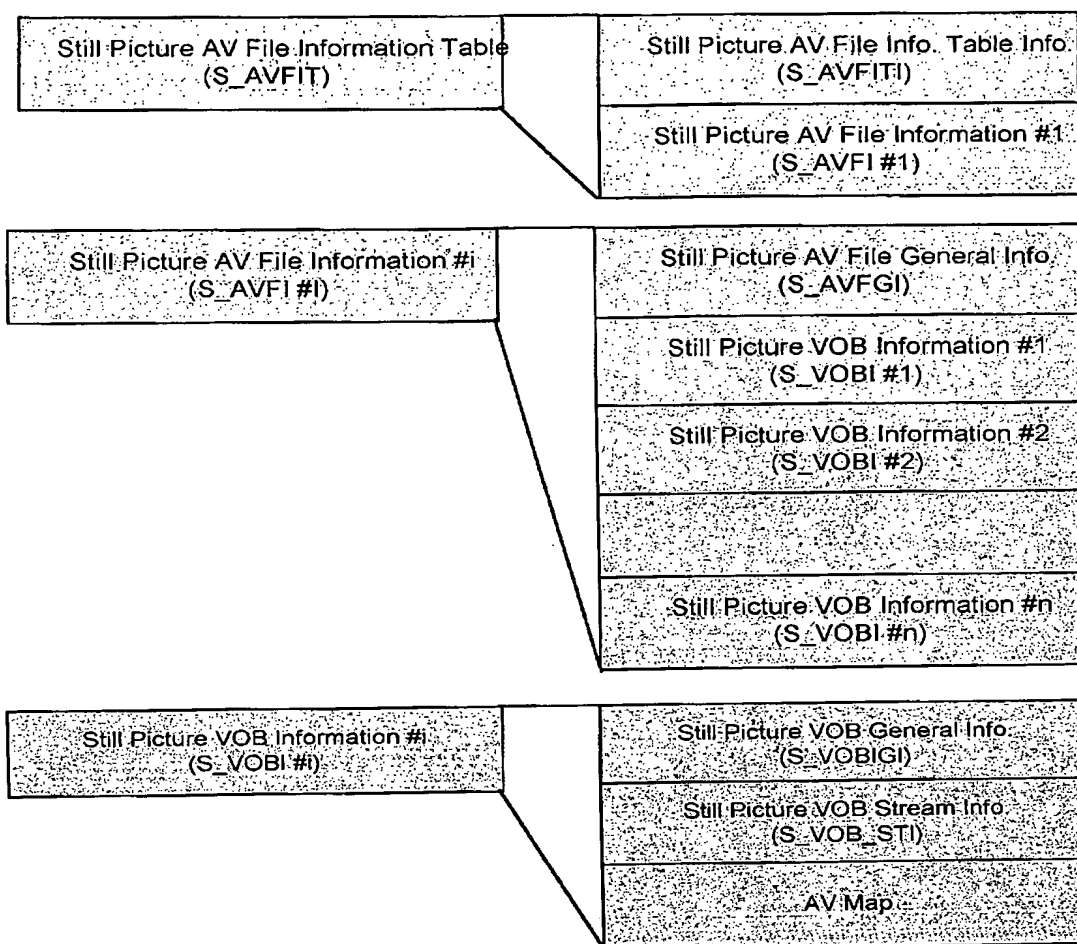 Still Picture AV File Information Table
(S_AVFIT)
Still Picture AV File Info. Table Info.
(S_AVFITI)
Still Picture AV File Information #1
(S_AVFI #1)
Still Picture AV File Information #i
(S_AVFI #I)
Still Picture AV File General Info.
(S_AVFGI)
Still Picture VOB Information #1
(S_VOBI #1)
Still Picture VOB Information #2
(S_VOBI #2)
Still Picture VOB Information #n
(S_VOBI #n)
Still Picture VOB Information #i
(S_VOBI #i)
Still Picture VOB General Info.
(S_VOBIGI)
Still Picture VOB Stream Info
(S_VOB_STI)
AV Map